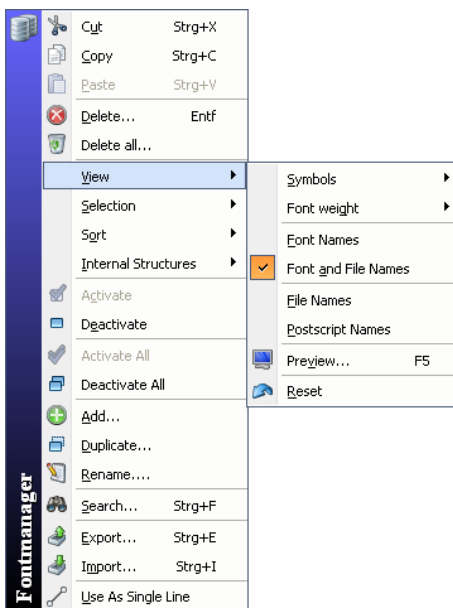 Cut Strg+X
Copy Strg+C
Paste Strg+V
Delete... Entf
Delete all...
View
Selection
Sort
Internal Structures
Activate
Deactivate
Activate All
Deactivate All
Add...
Duplicate...
Rename....
Search... Strg+F
Export... Strg+E
Import... Strg+I
Use As Single Line
Fontmanager
Symbols
Font weight
Font Names
Font and File Names
File Names
Postscript Names
Preview... F5
Reset